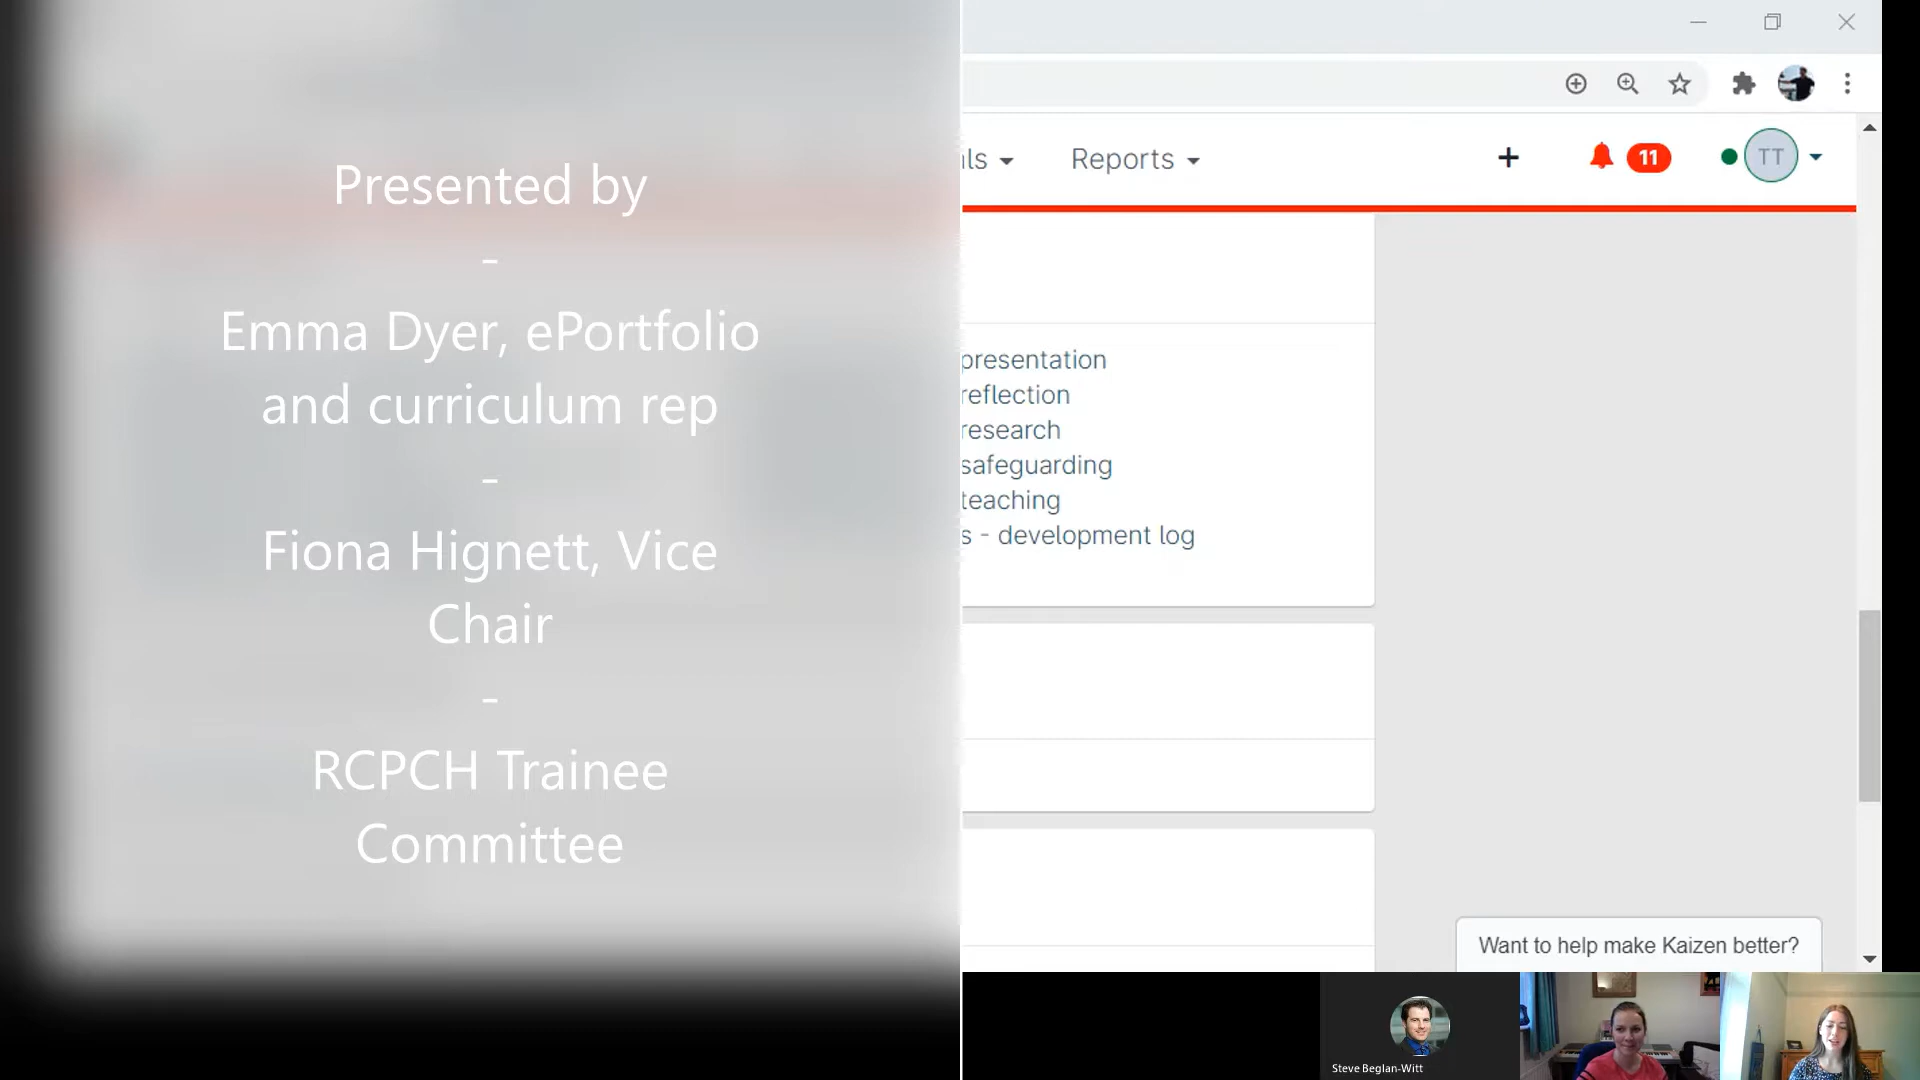 Presented by
-
Emma Dyer, ePortfolio
and curriculum rep
-
Fiona Hignett, Vice
Chair
-
RCPCH Trainee
Committee
ls
Reports
+
11
TT
presentation
reflection
research
safeguarding
teaching
s - development log
Want to help make Kaizen better?
Steve Beglan-Witt